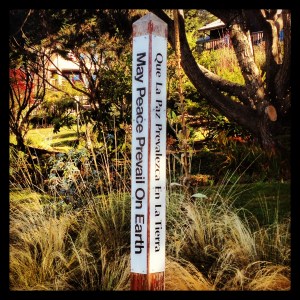 May Peace Prevail On Earth
Que La Paz Prevalezca En La Tierra